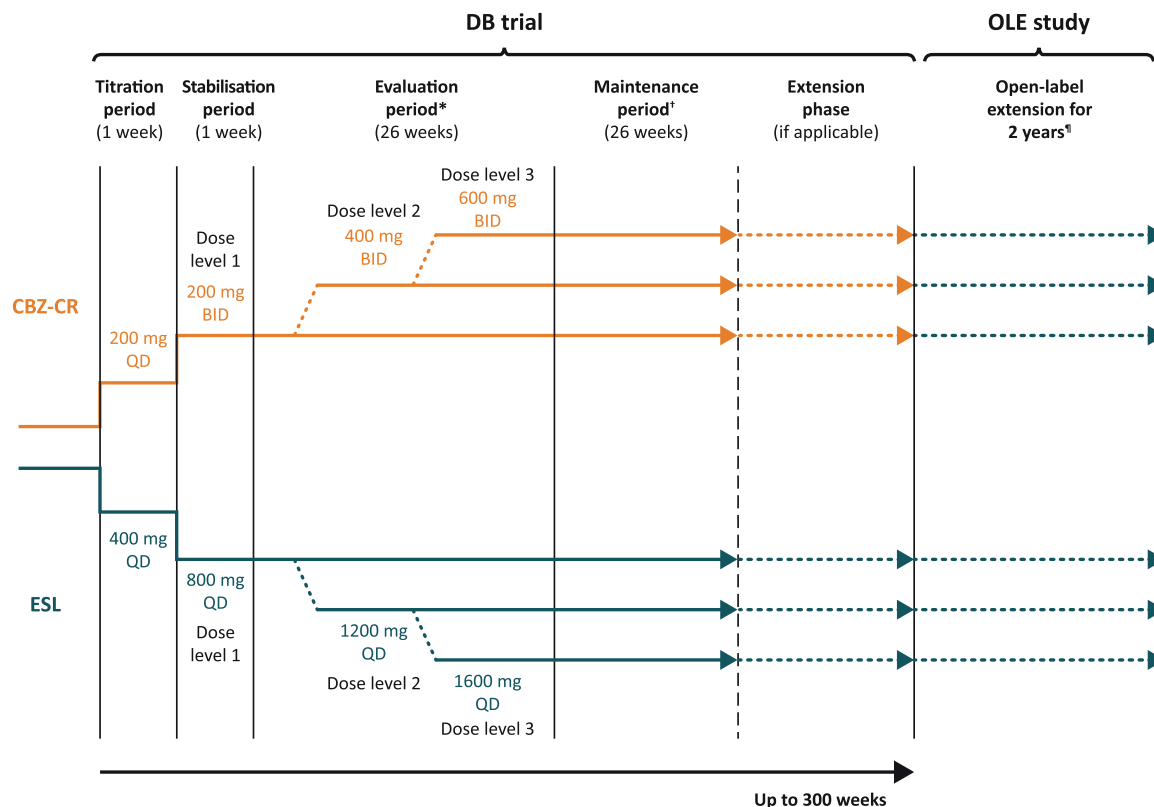 DB trial
OLE study
Titration
period
(1 week)
Stabilisation
period
(1 week)
Evaluation
period*
(26 weeks)
Maintenance
period†
(26 weeks)
Extension
phase
(if applicable)
Open-label
extension for
2 years¶
Dose level 3
600 mg
BID
Dose level 2
400 mg
BID
Dose
level 1
200 mg
BID
CBZ-CR
200 mg
QD
400 mg
QD
ESL
800 mg
QD
Dose
level 1
1200 mg
QD
Dose level 2
1600 mg
QD
Dose level 3
Up to 300 weeks